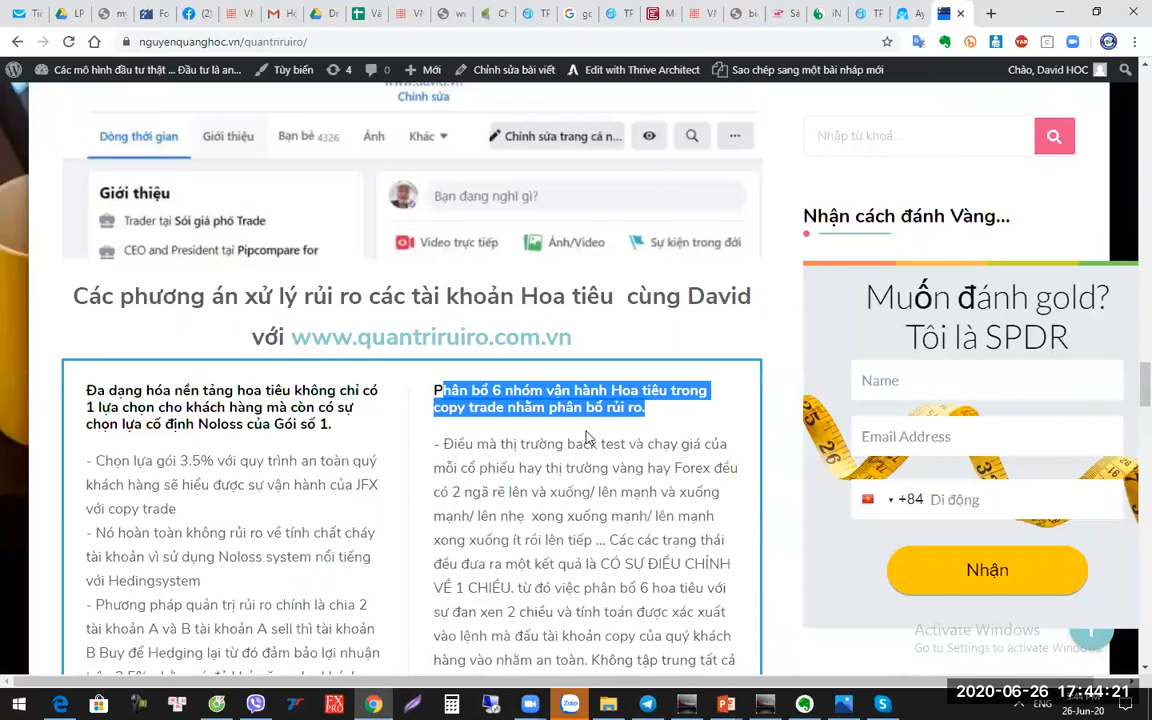 nguyenquanghoc.vn/quantriruiro/
Các mô hình đầu tư thật ... Đầu tư là an...
Tùy biến
4
0
Mới
Chỉnh sửa bài viết
Edit with Thrive Architect
Sao chép sang một bài nháp mới
Chào, David HOC
Chỉnh sửa
Dòng thời gian
Giới thiệu
Bạn bè 4326
Ảnh
Khác
Chỉnh sửa trang cá n...
Giới thiệu
Trader tại Sói già phố Trade
CEO and President tại Pipcompare for
Bạn đang nghĩ gì?
Video trực tiếp
Ảnh/Video
Sự kiện trong đời
Các phương án xử lý rủi ro các tài khoản Hoa tiêu cùng David
với www.quantriruiro.com.vn
Đa dạng hóa nền tảng hoa tiêu không chỉ có
1 lựa chọn cho khách hàng mà còn có sự
chọn lựa cố định Noloss của Gói số 1.
- Chọn lựa gói 3.5% với quy trình an toàn quý
khách hàng sẽ hiểu được sự vận hành của JFX
với copy trade
- Nó hoàn toàn không rủi ro về tính chất cháy
tài khoản vì sử dụng Noloss system nổi tiếng
với Hedingsystem
- Phương pháp quản trị rủi ro chính là chia 2
tài khoản A và B tài khoản A sell thì tài khoản
B Buy để Hedging lại từ đó đảm bảo lợi nhuận
Phân bổ 6 nhóm vận hành Hoa tiêu trong
copy trade nhằm phân bổ rủi ro.
- Điều mà thị trường back test và chạy giá của
mỗi cổ phiếu hay thị trường vàng hay Forex đều
có 2 ngã rẽ lên và xuống/ lên mạnh và xuống
mạnh/ lên nhẹ xong xuống mạnh/ lên mạnh
xong xuống ít rồi lên tiếp ... Các các trạng thái
đều đưa ra một kết quả là CÓ SỰ ĐIỀU CHỈNH
VỀ 1 CHIỀU. từ đó việc phân bổ 6 hoa tiêu với
sự đan xen 2 chiều và tính toán được xác xuất
vào lệnh mà đấu tài khoản copy của quý khách
hàng vào nhằm an toàn. Không tập trung tất cả
Nhập từ khoá...
Nhận cách đánh Vàng...
Muốn đánh gold?
Tôi là SPDR
Name
Email Address
+84 Di động
Nhận
Activate Windows
Go to Settings to activate Windows.
ENG
26-Jun-20
2020-06-26 17:44:21